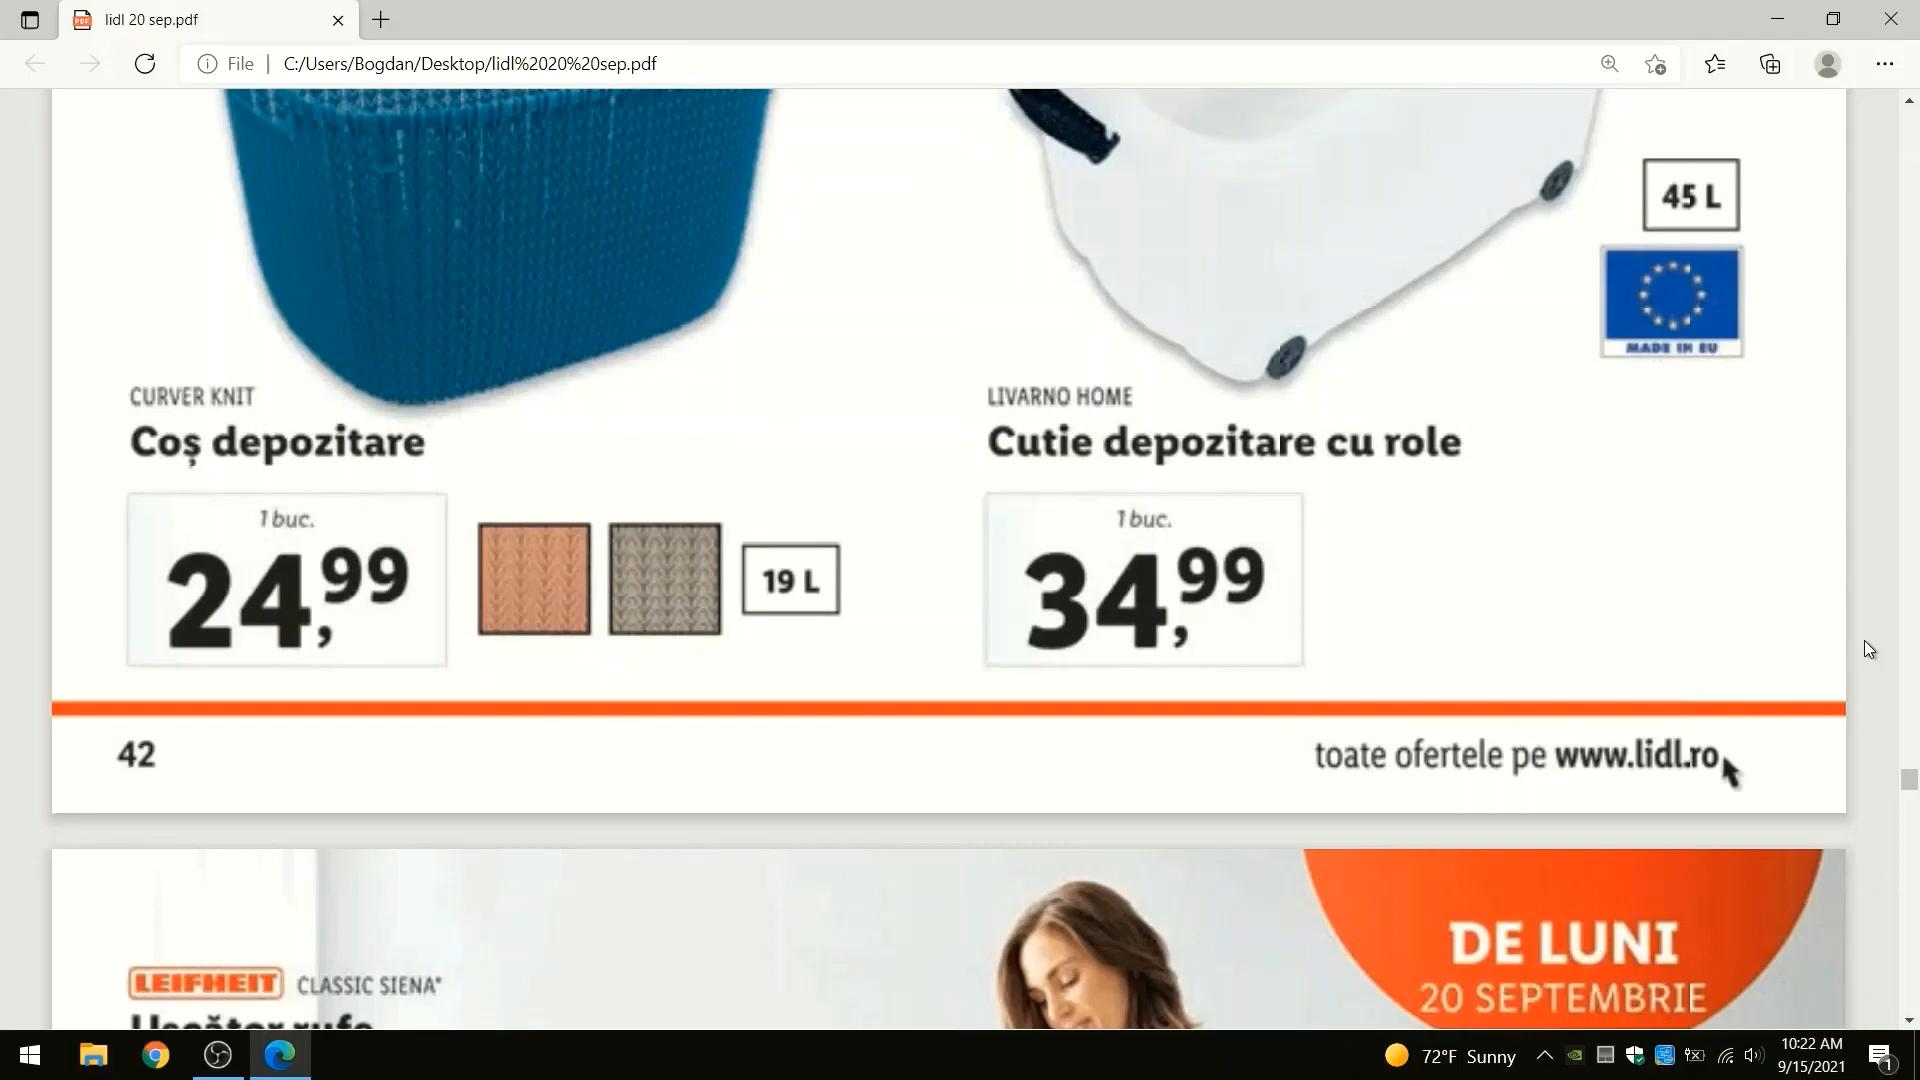 lidl 20 sep.pdf
File
C:/Users/Bogdan/Desktop/lidl%2020%20sep.pdf
45 L
MADE IN EU
CURVER KNIT
Coș depozitare
1 buc.
24,99
19 L
LIVARNO HOME
Cutie depozitare cu role
1 buc.
34,99
42
toate ofertele pe www.lidl.ro
DE LUNI
20 SEPTEMBRIE
LEIFHEIT CLASSIC SIENA*
Uscător rufe
72°F Sunny
10:22 AM
9/15/2021
1